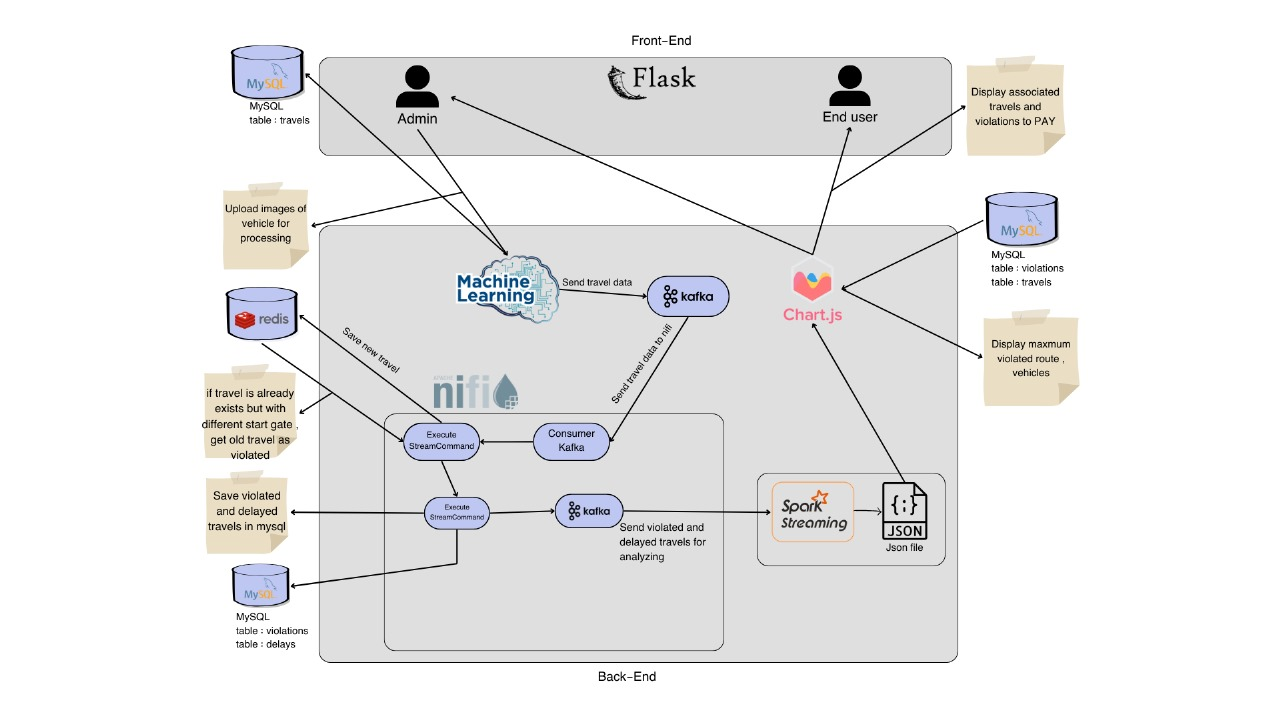 Front-End
MySQL
MySQL
table : travels
Flask
Admin
End user
Display associated
travels and
violations to PAY
Upload images of
vehicle for
processing
MySQL
MySQL
table : violations
table : travels
Machine
Learning
Send travel data
kafka
Chart.js
redis
Save new travel
Send travel data to nifi
Display maxmum
violated route ,
vehicles
APACHE
nifi
if travel is already
exists but with
different start gate ,
get old travel as
violated
Execute
StreamCommand
Consumer
Kafka
Save violated
and delayed
travels in mysql
Execute
StreamCommand
kafka
Send violated and
delayed travels for
analyzing
Spark
Streaming
{:}
JSON
Json file
MySQL
MySQL
table : violations
table : delays
Back-End